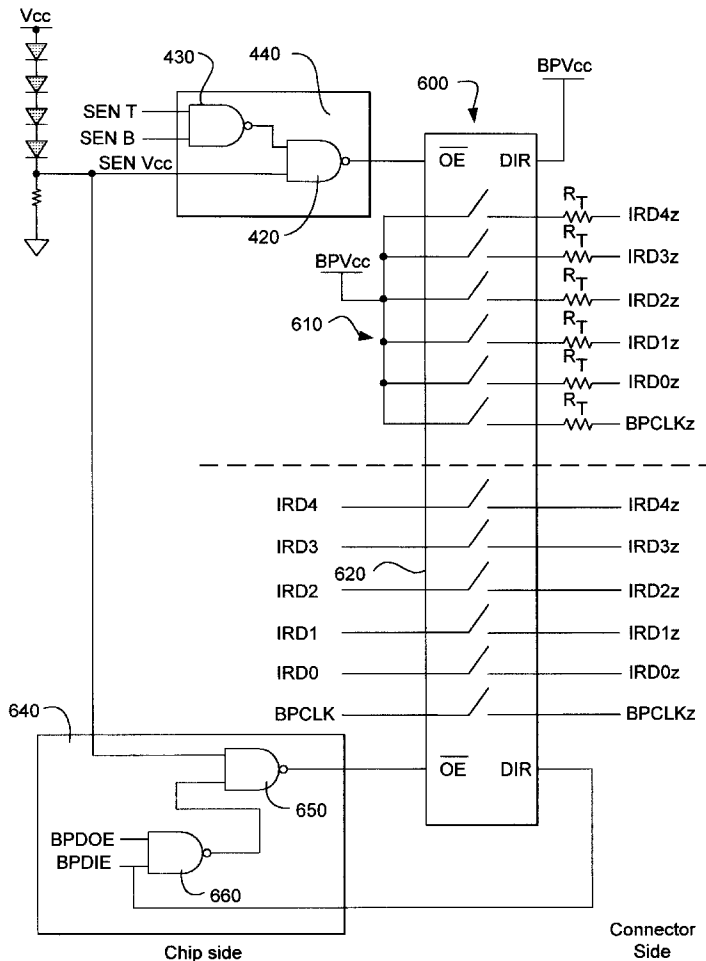 Vcc
430
440
BPVcc
600
SEN T
SEN B
SEN Vcc
OE DIR
420
RT IRD4z
RT IRD3z
BPVcc
RT IRD2z
610
RT IRD1z
RT IRD0z
RT BPCLKz
IRD4 IRD4z
IRD3 IRD3z
620
IRD2 IRD2z
IRD1 IRD1z
IRD0 IRD0z
BPCLK BPCLKz
640
OE DIR
650
BPDOE
BPDIE
660
Chip side
Connector
Side